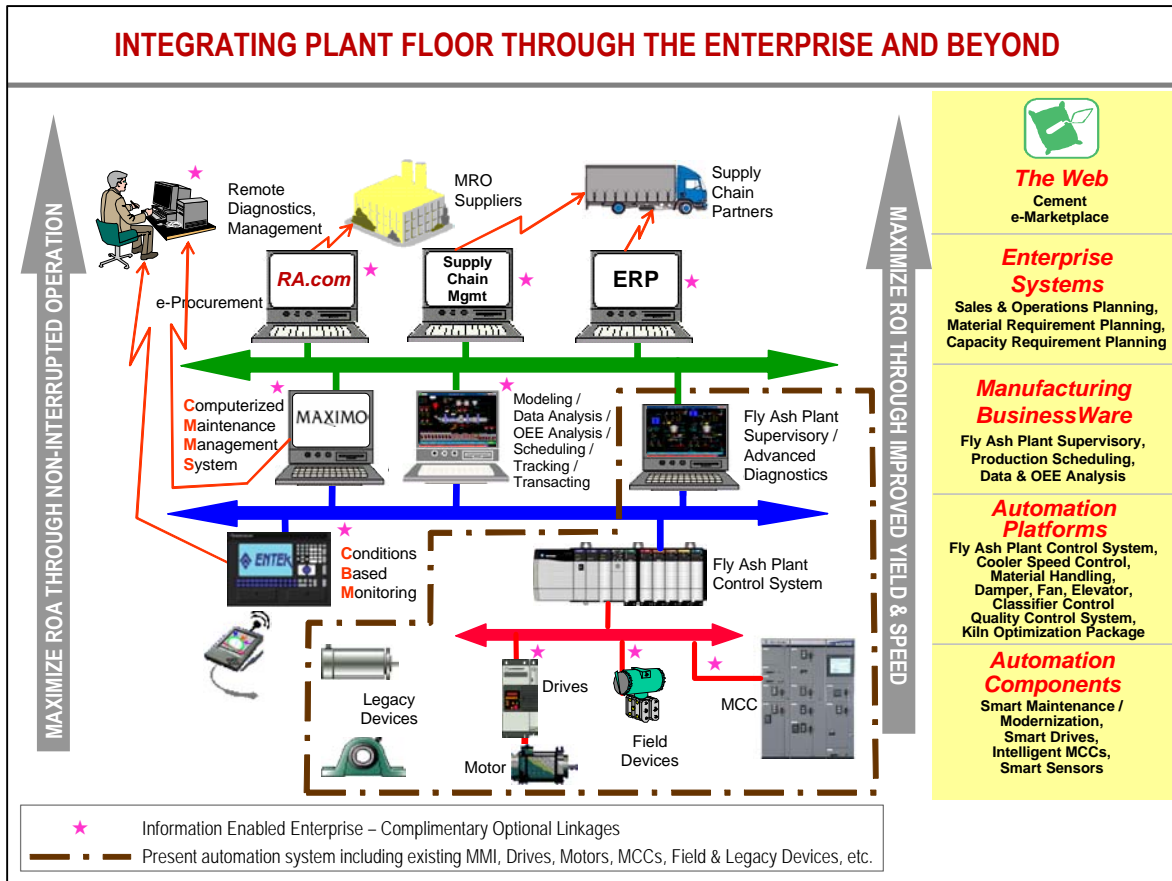 INTEGRATING PLANT FLOOR THROUGH THE ENTERPRISE AND BEYOND
MAXIMIZE ROA THROUGH NON-INTERRUPTED OPERATION
Remote
Diagnostics,
Management
MRO
Suppliers
Supply
Chain
Partners
e-Procurement
RA.com
Supply
Chain
Mgmt
ERP
Computerized
Maintenance
Management
System
MAXIMO
Modeling /
Data Analysis /
OEE Analysis /
Scheduling /
Tracking /
Transacting
Fly Ash Plant
Supervisory /
Advanced
Diagnostics
ENTEK
Conditions
Based
Monitoring
Fly Ash Plant
Control System
Legacy
Devices
Drives
Motor
Field
Devices
MCC
MAXIMIZE ROI THROUGH IMPROVED YIELD & SPEED
The Web
Cement
e-Marketplace
Enterprise
Systems
Sales & Operations Planning,
Material Requirement Planning,
Capacity Requirement Planning
Manufacturing
BusinessWare
Fly Ash Plant Supervisory,
Production Scheduling,
Data & OEE Analysis
Automation
Platforms
Fly Ash Plant Control System,
Cooler Speed Control,
Material Handling,
Damper, Fan, Elevator,
Classifier Control
Quality Control System,
Kiln Optimization Package
Automation
Components
Smart Maintenance /
Modernization,
Smart Drives,
Intelligent MCCs,
Smart Sensors
Information Enabled Enterprise – Complimentary Optional Linkages
Present automation system including existing MMI, Drives, Motors, MCCs, Field & Legacy Devices, etc.